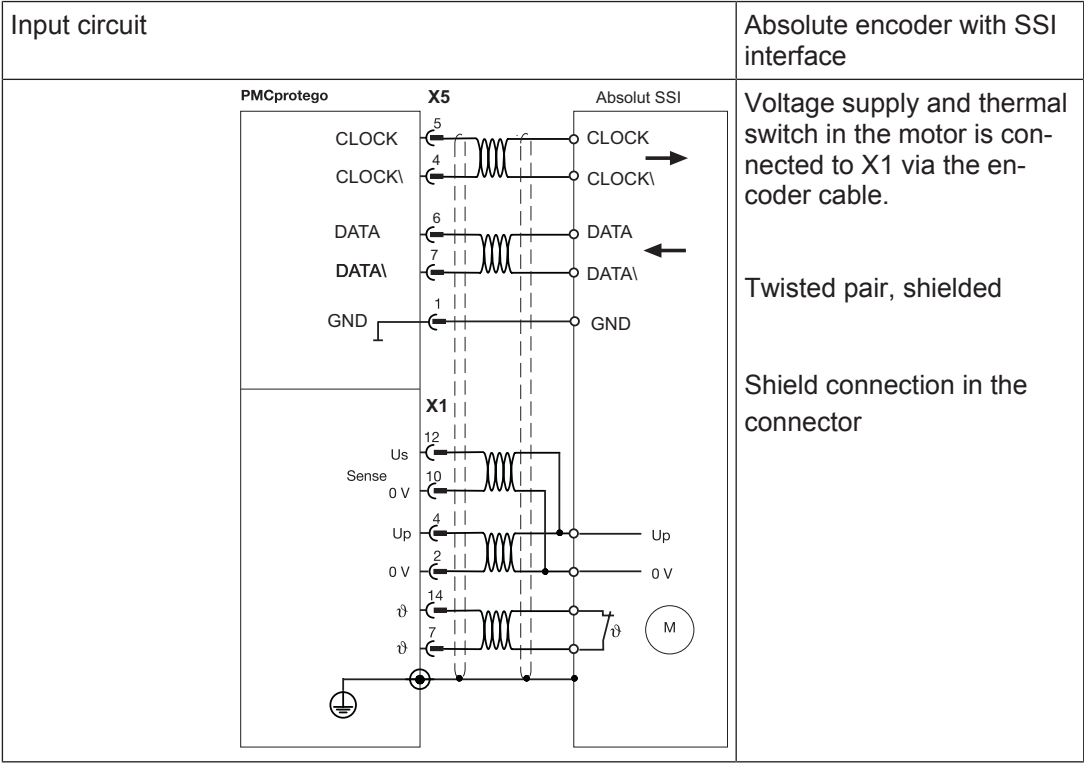 Input circuit
Absolute encoder with SSI
interface
PMCprotego
X5
Absolut SSI
CLOCK
5
CLOCK
CLOCK\
4
CLOCK\
DATA
6
DATA
DATA\
7
DATA\
GND
1
GND
X1
Us
12
Sense
0 V
10
Up
4
Up
0 V
2
0 V
ϑ
14
ϑ
M
ϑ
7
Voltage supply and thermal
switch in the motor is con-
nected to X1 via the en-
coder cable.
Twisted pair, shielded
Shield connection in the
connector